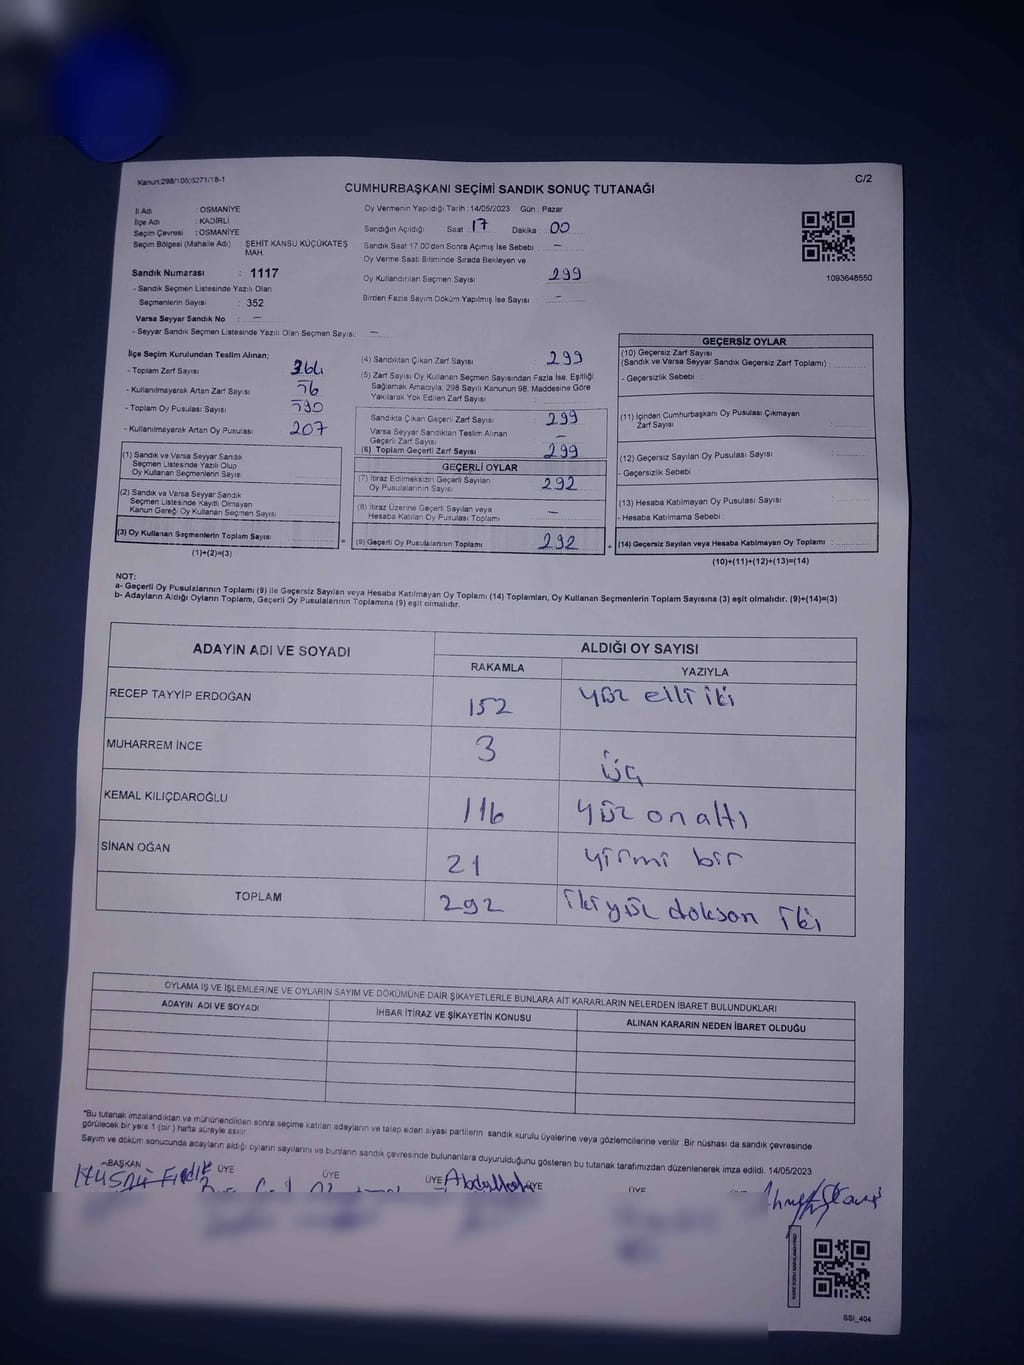 Kanun:298/105;6271/18-1
C/2
CUMHURBAŞKANI SEÇİMİ SANDIK SONUÇ TUTANAĞI
İl Adı : OSMANİYE
İlçe Adı : KADİRLİ
Seçim Çevresi : OSMANİYE
Seçim Bölgesi (Mahalle Adı) : ŞEHİT KANSU KÜÇÜKATEŞ MAH.
Sandık Numarası : 1117
- Sandık Seçmen Listesinde Yazılı Olan
Seçmenlerin Sayısı : 352
Varsa Seyyar Sandık No : –
- Seyyar Sandık Seçmen Listesinde Yazılı Olan Seçmen Sayısı: –
Oy Vermenin Yapıldığı Tarih : 14/05/2023 Gün : Pazar
Sandığın Açıldığı Saat : 17 Dakika : 00
Sandık Saat 17:00'den Sonra Açımış İse Sebebi : –
Oy Verme Saati Bitiminde Sırada Bekleyen ve
Oy Kullandırılan Seçmen Sayısı : 299
Birden Fazla Sayım Döküm Yapılmış İse Sayısı : –
1093648550
İlçe Seçim Kurulundan Teslim Alınan;
- Toplam Zarf Sayısı : 364
- Kullanılmayarak Artan Zarf Sayısı :
- Toplam Oy Pusulası Sayısı :
- Kullanılmayarak Artan Oy Pusulası : 207
(1) Sandık ve Varsa Seyyar Sandık
Seçmen Listesinde Yazılı Olup
Oy Kullanan Seçmenlerin Sayısı :
(2) Sandık ve Varsa Seyyar Sandık
Seçmen Listesinde Kayıtlı Olmayan
Kanun Gereği Oy Kullanan Seçmen Sayısı :
(3) Oy Kullanan Seçmenlerin Toplam Sayısı :
(1)+(2)=(3)
=
(4) Sandıktan Çıkan Zarf Sayısı : 299
(5) Zarf Sayısı Oy Kullanan Seçmen Sayısından Fazla İse, Eşitliği
Sağlamak Amacıyla; 298 Sayılı Kanunun 98. Maddesine Göre
Yakılarak Yok Edilen Zarf Sayısı :
Sandıkta Çıkan Geçerli Zarf Sayısı : 299
Varsa Seyyar Sandıktan Teslim Alınan
Geçerli Zarf Sayısı : –
(6) Toplam Geçerli Zarf Sayısı : 299
GEÇERLİ OYLAR
(7) İtiraz Edilmeksizin Geçerli Sayılan
Oy Pusulalarının Sayısı : 292
(8) İtiraz Üzerine Geçerli Sayılan veya
Hesaba Katılan Oy Pusulası Toplamı : –
(9) Geçerli Oy Pusulalarının Toplamı : 292
+
GEÇERSİZ OYLAR
(10) Geçersiz Zarf Sayısı
(Sandık ve Varsa Seyyar Sandık Geçersiz Zarf Toplamı) :
- Geçersizlik Sebebi :
(11) İçinden Cumhurbaşkanı Oy Pusulası Çıkmayan
Zarf Sayısı :
(12) Geçersiz Sayılan Oy Pusulası Sayısı :
- Geçersizlik Sebebi
(13) Hesaba Katılmayan Oy Pusulası Sayısı :
- Hesaba Katılmama Sebebi :
(14) Geçersiz Sayılan veya Hesaba Katılmayan Oy Toplamı :
(10)+(11)+(12)+(13)=(14)
NOT:
a- Geçerli Oy Pusulalarının Toplamı (9) ile Geçersiz Sayılan veya Hesaba Katılmayan Oy Toplamı (14) Toplamları, Oy Kullanan Seçmenlerin Toplam Sayısına (3) eşit olmalıdır. (9)+(14)=(3)
b- Adayların Aldığı Oyların Toplamı, Geçerli Oy Pusulalarının Toplamına (9) eşit olmalıdır.
ADAYIN ADI VE SOYADI ALDIĞI OY SAYISI
RAKAMLA YAZIYLA
RECEP TAYYİP ERDOĞAN 152 yüz elli iki
MUHARREM İNCE 3 üç
KEMAL KILIÇDAROĞLU 116 yüz on altı
SİNAN OĞAN 21 yirmi bir
TOPLAM 292 ikiyüz doksan iki
OYLAMA İŞ VE İŞLEMLERİNE VE OYLARIN SAYIM VE DÖKÜMÜNE DAİR ŞİKAYETLERLE BUNLARA AİT KARARLARIN NELERDEN İBARET BULUNDUKLARI
ADAYIN ADI VE SOYADI İHBAR İTİRAZ VE ŞİKAYETİN KONUSU ALINAN KARARIN NEDEN İBARET OLDUĞU
*Bu tutanak imzalandıktan ve mühürlendikten sonra seçime katılan adayların ve talep eden siyasi partilerin sandık kurulu üyelerine veya gözlemcilerine verilir. Bir nüshası da sandık çevresinde
görülecek bir yere 1 (bir) hafta süreyle asılır.
Sayım ve döküm sonucunda adayların aldığı oyların sayılarını ve bunların sandık çevresinde bulunanlara duyurulduğunu gösteren bu tutanak tarafımızdan düzenlenerek imza edildi. 14/05/2023
BAŞKAN ÜYE ÜYE ÜYE ÜYE ÜYE
Abdullah
SSI_404